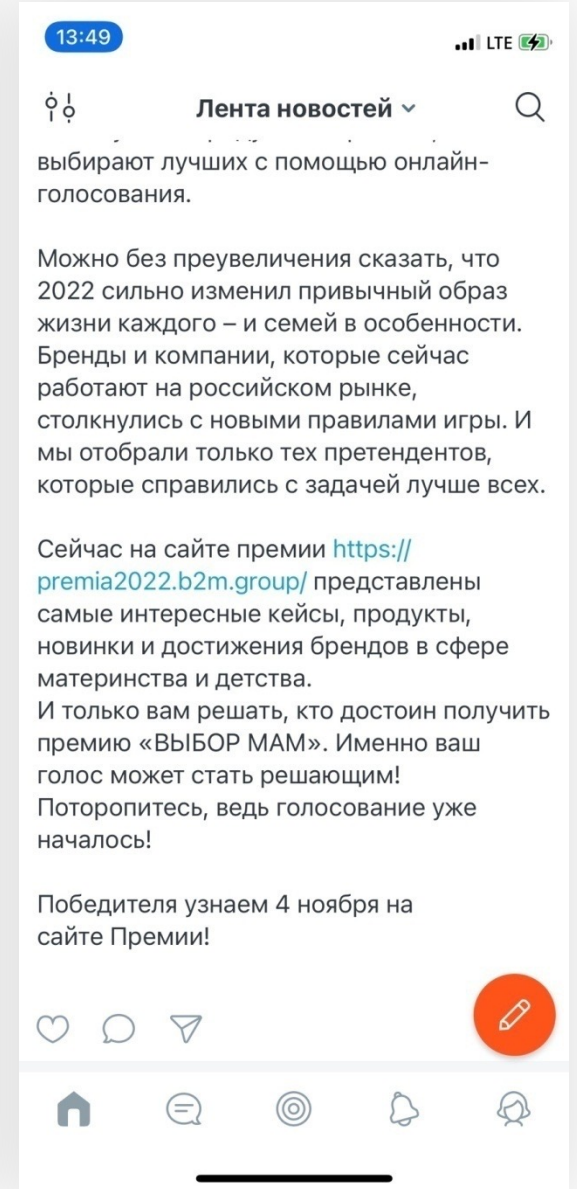 13:49
LTE
Лента новостей
выбирают лучших с помощью онлайн-
голосования.
Можно без преувеличения сказать, что
2022 сильно изменил привычный образ
жизни каждого – и семей в особенности.
Бренды и компании, которые сейчас
работают на российском рынке,
столкнулись с новыми правилами игры. И
мы отобрали только тех претендентов,
которые справились с задачей лучше всех.
Сейчас на сайте премии https://
premia2022.b2m.group/ представлены
самые интересные кейсы, продукты,
новинки и достижения брендов в сфере
материнства и детства.
И только вам решать, кто достоин получить
премию «ВЫБОР МАМ». Именно ваш
голос может стать решающим!
Поторопитесь, ведь голосование уже
началось!
Победителя узнаем 4 ноября на
сайте Премии!